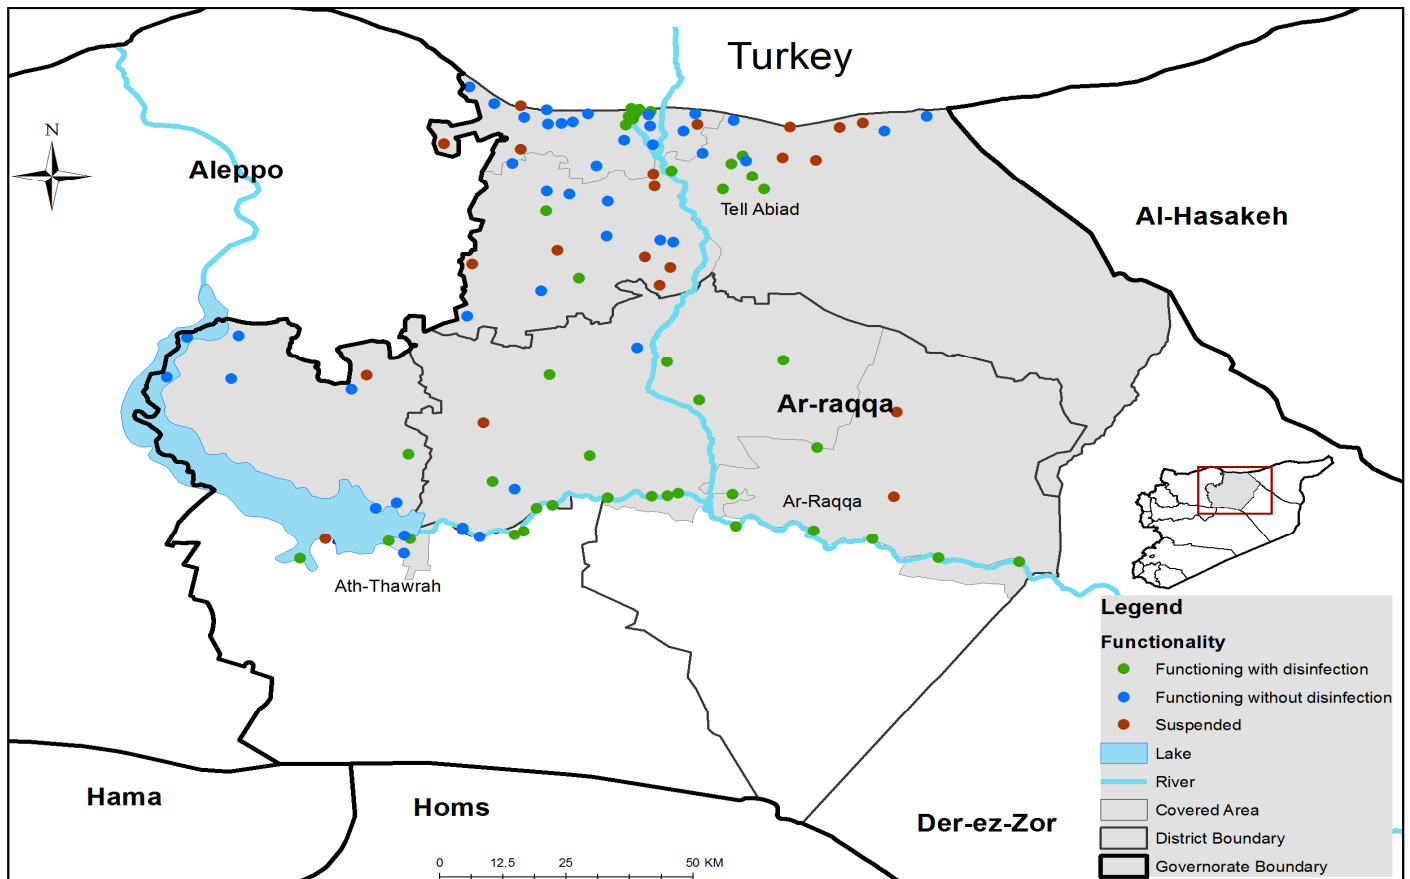 Turkey
N
Aleppo
Tell Abiad
Al-Hasakeh
Ar-raqqa
Ar-Raqqa
Ath-Thawrah
Hama
Homs
Der-ez-Zor
0 12.5 25 50 KM
Legend
Functionality
Functioning with disinfection
Functioning without disinfection
Suspended
Lake
River
Covered Area
District Boundary
Governorate Boundary